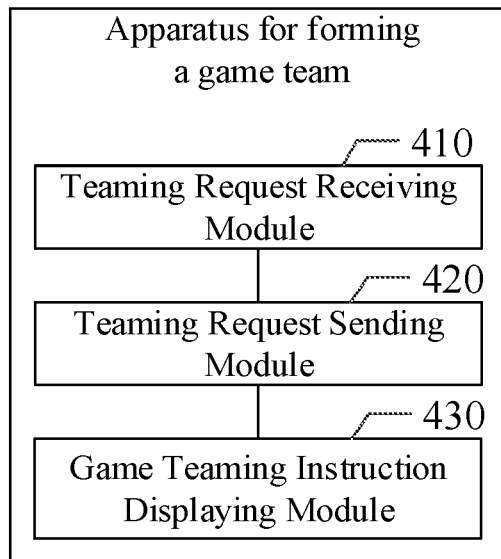 Apparatus for forming
a game team
410
Teaming Request Receiving
Module
420
Teaming Request Sending
Module
430
Game Teaming Instruction
Displaying Module